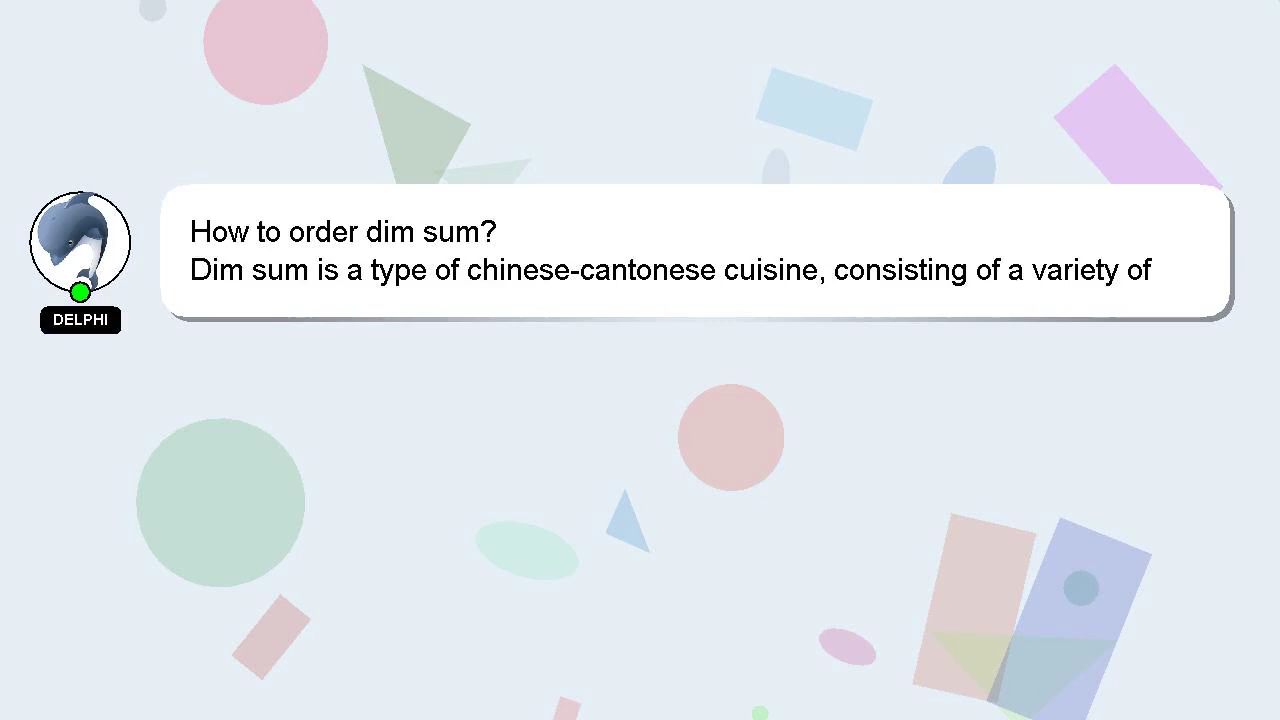 How to order dim sum?
Dim sum is a type of chinese-cantonese cuisine, consisting of a variety of
DELPHI